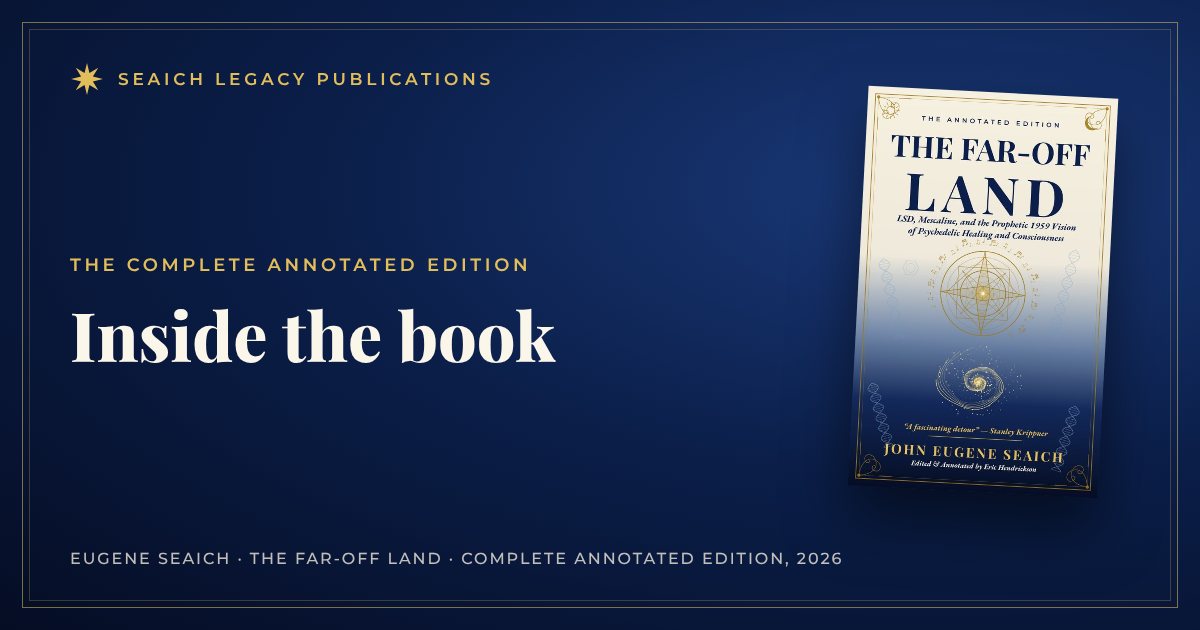 SEAICH LEGACY PUBLICATIONS
THE COMPLETE ANNOTATED EDITION
Inside the book
EUGENE SEAICH · THE FAR-OFF LAND · COMPLETE ANNOTATED EDITION, 2026
THE ANNOTATED EDITION
THE FAR-OFF
LAND
LSD, Mescaline, and the Prophetic 1959 Vision
of Psychedelic Healing and Consciousness
"A fascinating detour" — Stanley Krippner
JOHN EUGENE SEAICH
Edited & Annotated by Eric Hendrickson